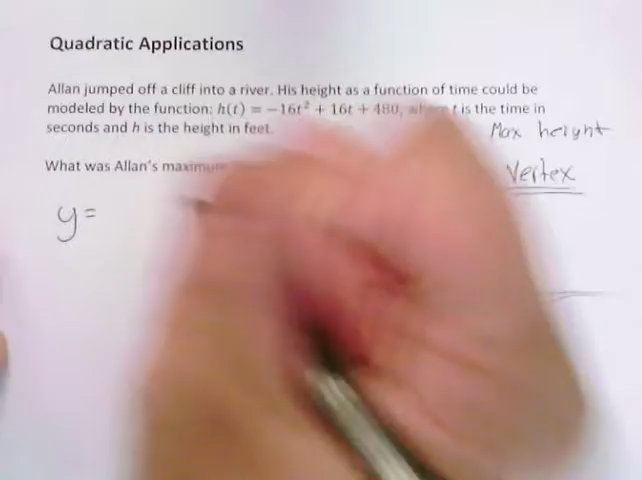 Quadratic Applications
Allan jumped off a cliff into a river. His height as a function of time could be
modeled by the function: h(t) = −16t² + 16t + 480, where t is the time in
seconds and h is the height in feet.
Max height
What was Allan's maximum
Vertex
y=